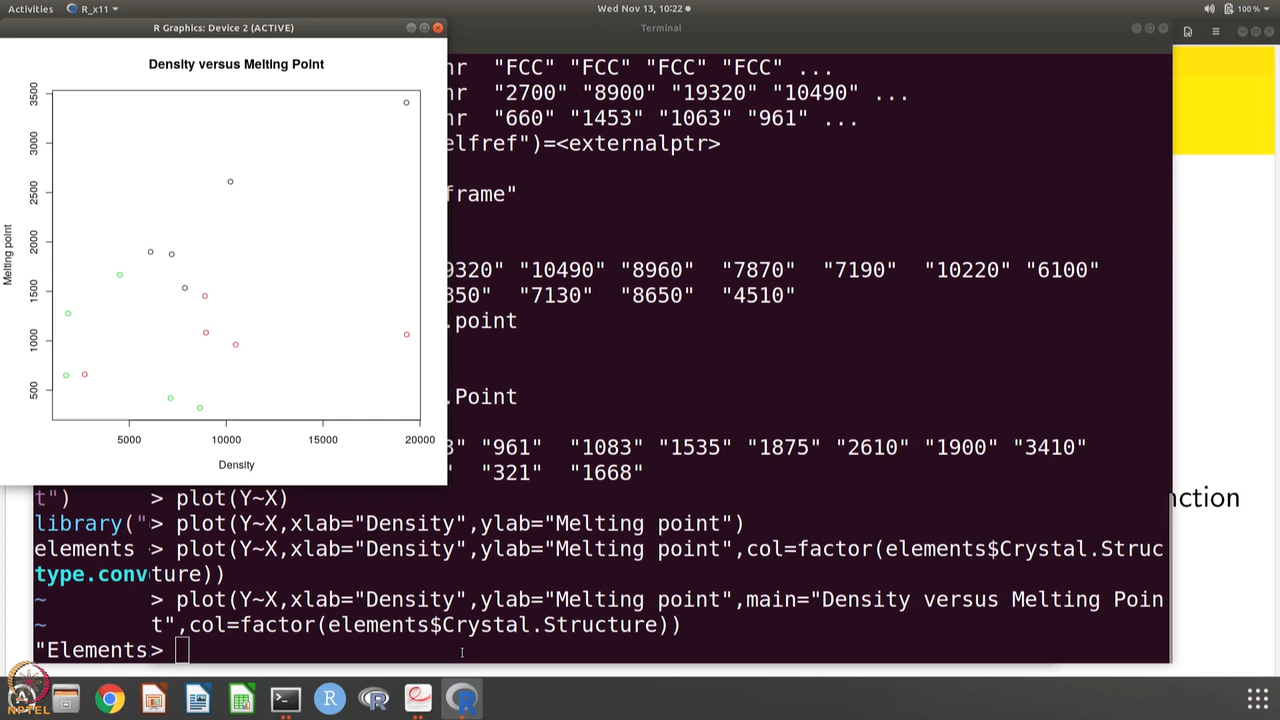 Activities R_x11 Wed Nov 13, 10:22 100%
R Graphics: Device 2 (ACTIVE)
Terminal
Density versus Melting Point
Melting point
3500
3000
2500
2000
1500
1000
500
5000 10000 15000 20000
Density
nr "FCC" "FCC" "FCC" "FCC" ...
nr "2700" "8900" "19320" "10490" ...
nr "660" "1453" "1063" "961" ...
elfref")=<externalptr>
frame"
9320" "10490" "8960" "7870" "7190" "10220" "6100"
850" "7130" "8650" "4510"
.point
.Point
3" "961" "1083" "1535" "1875" "2610" "1900" "3410"
" "321" "1668"
t") > plot(Y~X)
library(" > plot(Y~X,xlab="Density",ylab="Melting point")
elements > plot(Y~X,xlab="Density",ylab="Melting point",col=factor(elements$Crystal.Struc
type.conv ture))
~ > plot(Y~X,xlab="Density",ylab="Melting point",main="Density versus Melting Poin
~ t",col=factor(elements$Crystal.Structure))
"Elements >
nction
NPTEL